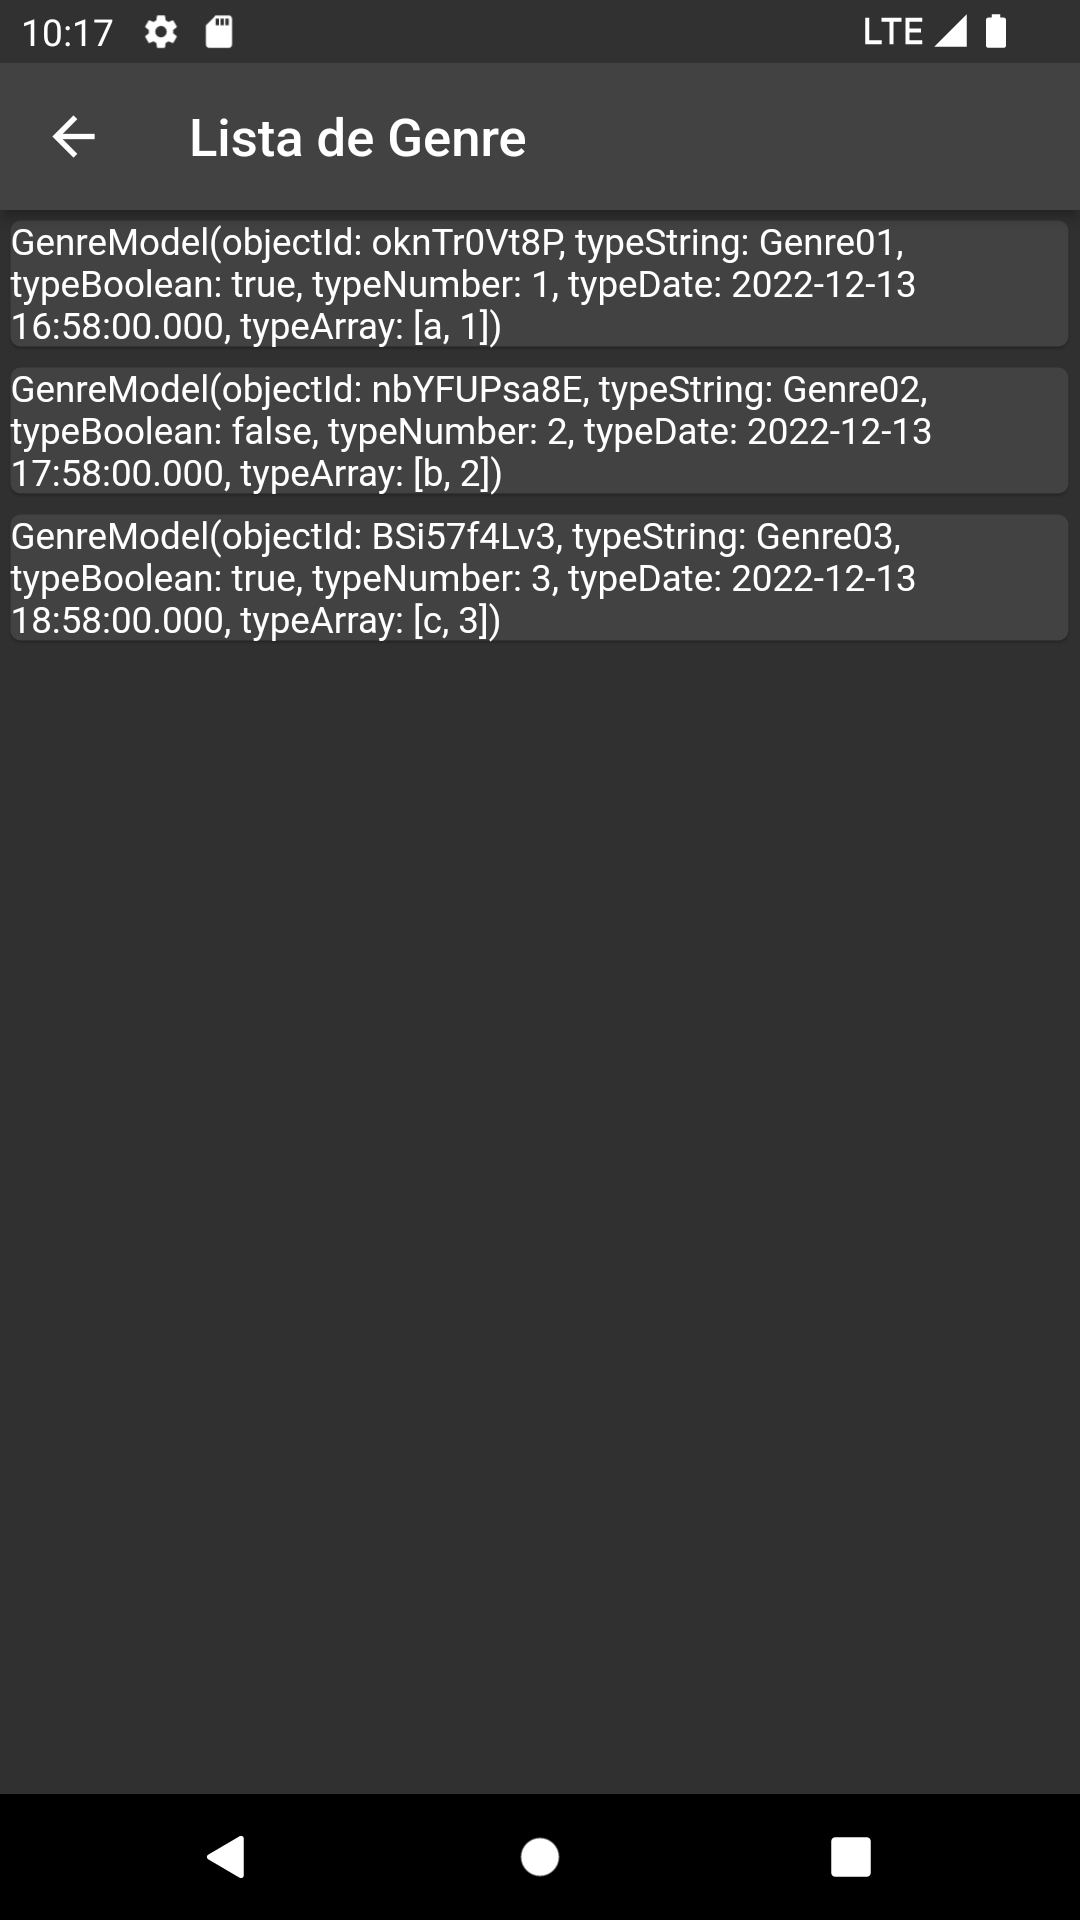 10:17
LTE
Lista de Genre
GenreModel(objectId: oknTr0Vt8P, typeString: Genre01,
typeBoolean: true, typeNumber: 1, typeDate: 2022-12-13
16:58:00.000, typeArray: [a, 1])
GenreModel(objectId: nbYFUPsa8E, typeString: Genre02,
typeBoolean: false, typeNumber: 2, typeDate: 2022-12-13
17:58:00.000, typeArray: [b, 2])
GenreModel(objectId: BSi57f4Lv3, typeString: Genre03,
typeBoolean: true, typeNumber: 3, typeDate: 2022-12-13
18:58:00.000, typeArray: [c, 3])